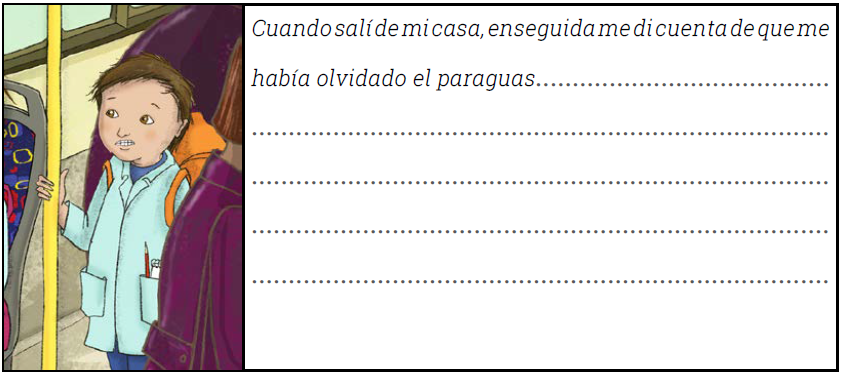 Cuando salí de mi casa, enseguida me di cuenta de que me
había olvidado el paraguas.......................................
..............................................................................
..............................................................................
..............................................................................
..............................................................................